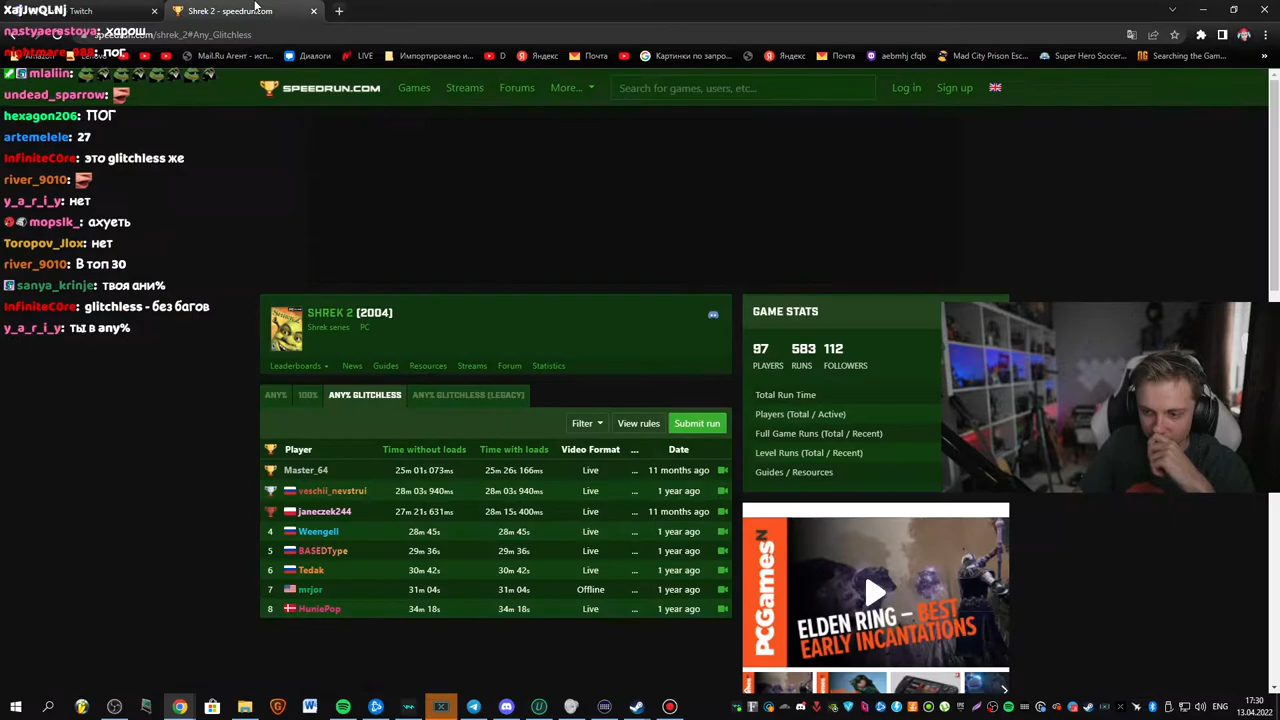 XajJwQLNj
Twitch
Shrek 2 - speedrun.com
speedrun.com/shrek_2#Any_Glitchless
Mail.Ru Агент - исп...
Диалоги
LIVE
Импортировано (6...
Почта
D
Яндекс
Почта
Картинки по запро...
D
Яндекс
Почта
aebmhj cfqb
Mad City Prison Esc...
Super Hero Soccer...
Searching the Gam...
nastyaerastova: харош
nightmare_988: пог
mlaliin:
undead_sparrow:
hexagon206: ПОГ
artemelele: 27
InfiniteC0re: это glitchless же
river_9010:
y_a_r_i_y: нет
mopslk_: ахуеть
Toropov_Jlox: нет
river_9010: В топ 30
sanya_krinje: твоя ани%
InfiniteC0re: glitchless - без багов
y_a_r_i_y: ты в any%
SPEEDRUN.COM
Games
Streams
Forums
More...
Search for games, users, etc...
Log in
Sign up
SHREK 2 (2004)
Shrek series
PC
Leaderboards
News
Guides
Resources
Streams
Forum
Statistics
ANY%
100%
ANY% GLITCHLESS
ANY% GLITCHLESS (LEGACY)
Filter
View rules
Submit run
Player Time without loads Time with loads Video Format ... Date
Master_64 25m 01s 073ms 25m 26s 166ms Live ... 11 months ago
veschii_nevstrui 28m 03s 940ms 28m 03s 940ms Live ... 1 year ago
janeczek244 27m 21s 631ms 28m 15s 400ms Live ... 11 months ago
4 Weengell 28m 45s 28m 45s Live ... 1 year ago
5 BASEDType 29m 36s 29m 36s Live ... 1 year ago
6 Tedak 30m 42s 30m 42s Live ... 1 year ago
7 mrjor 31m 04s 31m 04s Offline ... 1 year ago
8 HuniePop 34m 18s 34m 18s Live ... 1 year ago
GAME STATS
97 583 112
PLAYERS RUNS FOLLOWERS
Total Run Time
Players (Total / Active)
Full Game Runs (Total / Recent)
Level Runs (Total / Recent)
Guides / Resources
PCGamesN
ELDEN RING – BEST
EARLY INCANTATIONS
ENG
17:30
13.04.2022